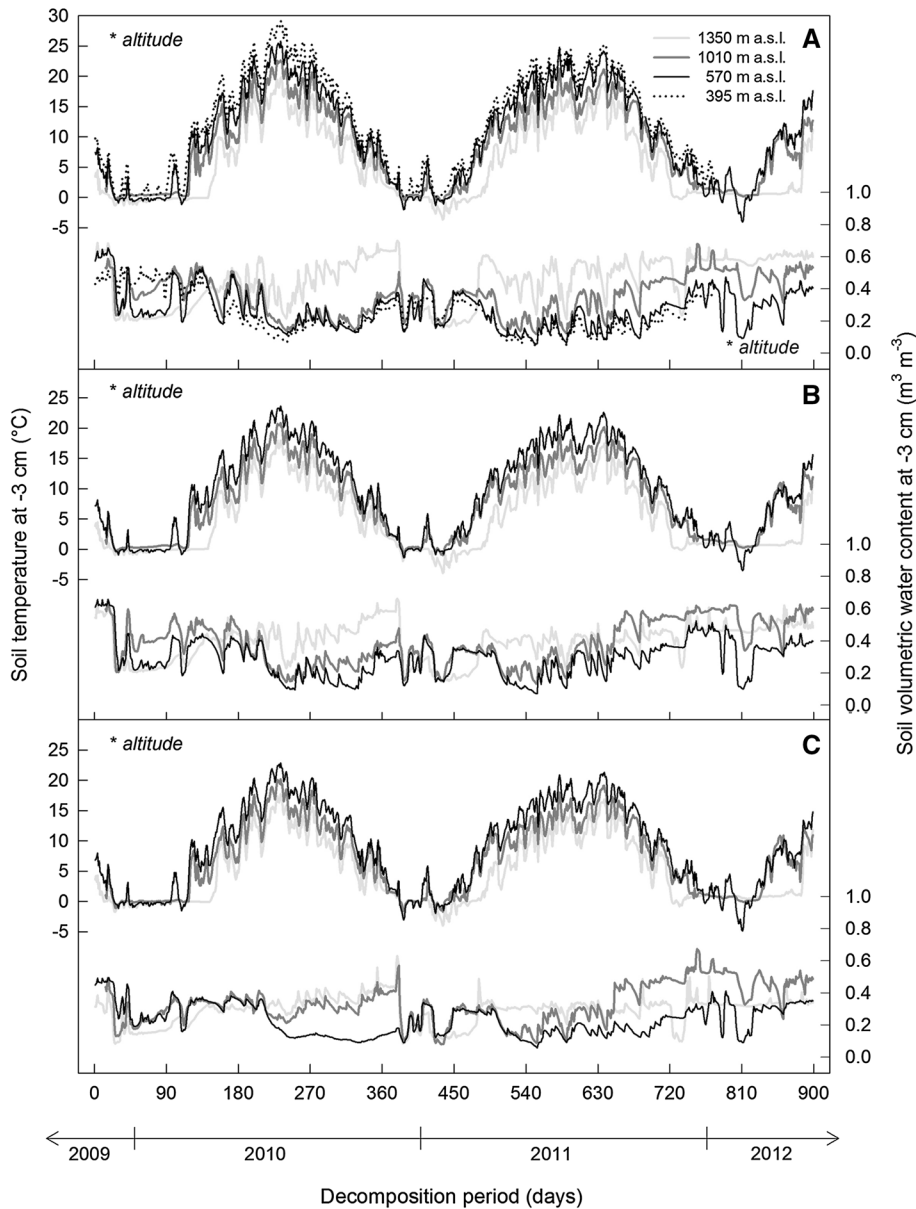 30
25
20
15
10
5
0
-5
* altitude
A
1350 m a.s.l.
1010 m a.s.l.
570 m a.s.l.
395 m a.s.l.
1.0
0.8
0.6
0.4
0.2
0.0
* altitude
* altitude
B
25
20
15
10
5
0
-5
1.0
0.8
0.6
0.4
0.2
0.0
Soil temperature at -3 cm (°C)
Soil volumetric water content at -3 cm (m³ m⁻³)
* altitude
C
25
20
15
10
5
0
-5
1.0
0.8
0.6
0.4
0.2
0.0
0 90 180 270 360 450 540 630 720 810 900
2009 2010 2011 2012
Decomposition period (days)